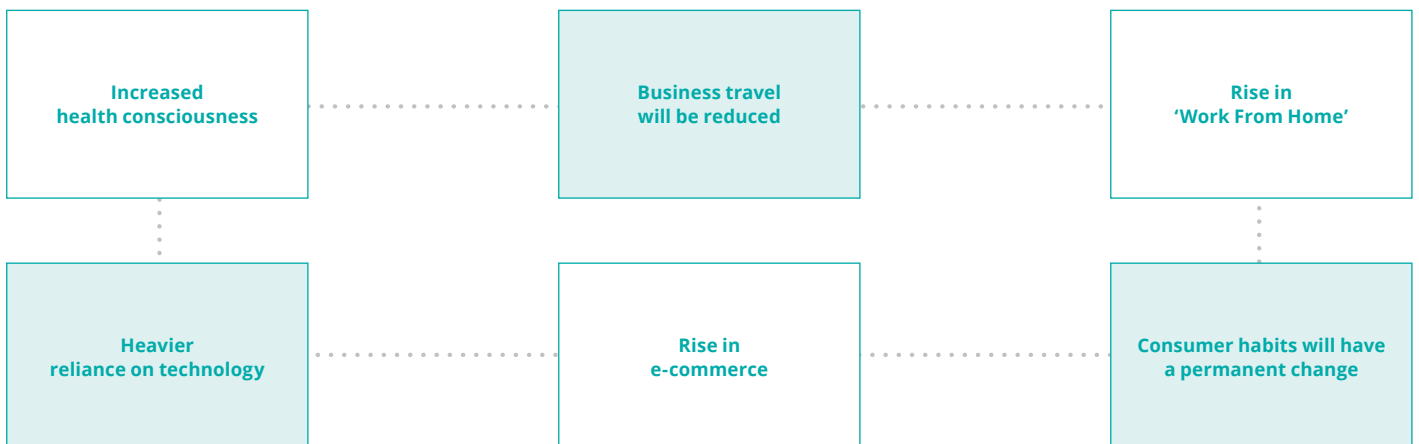 Increased
health consciousness
Business travel
will be reduced
Rise in
‘Work From Home’
Heavier
reliance on technology
Rise in
e-commerce
Consumer habits will have
a permanent change